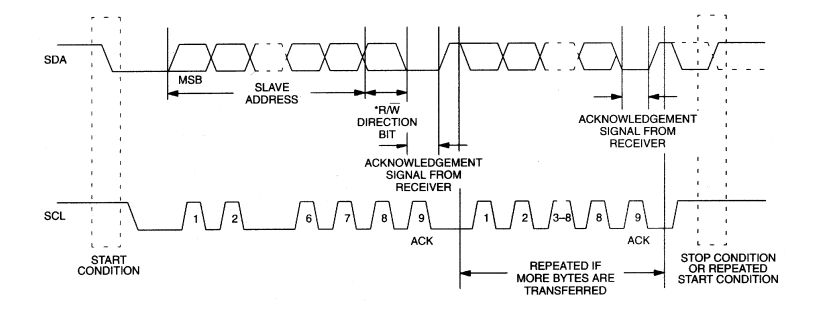 SDA
MSB
SLAVE
ADDRESS
*R/W̅
DIRECTION
BIT
ACKNOWLEDGEMENT
SIGNAL FROM
RECEIVER
ACKNOWLEDGEMENT
SIGNAL FROM
RECEIVER
SCL
1 2 6 7 8 9 1 2 3–8 8 9
ACK ACK
START
CONDITION
REPEATED IF
MORE BYTES ARE
TRANSFERRED
STOP CONDITION
OR REPEATED
START CONDITION